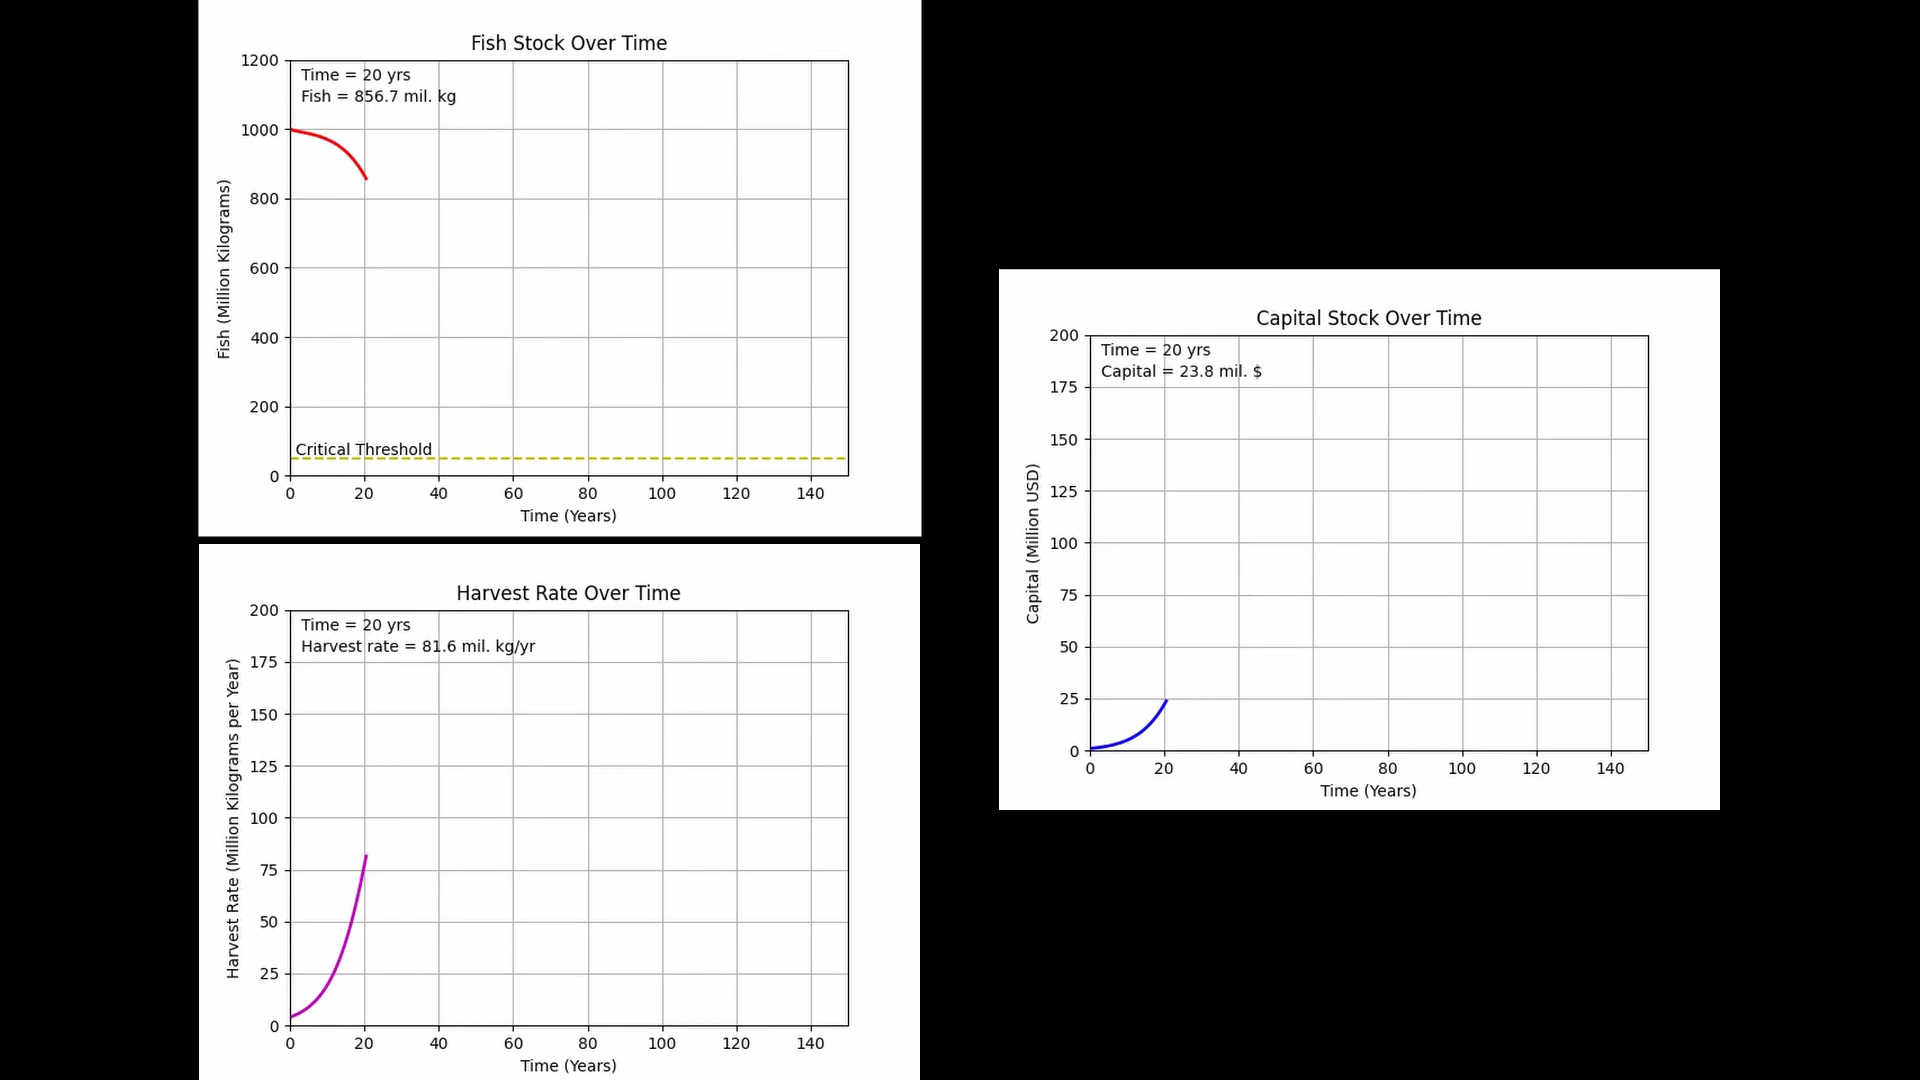 Fish Stock Over Time
Time = 20 yrs
Fish = 856.7 mil. kg
1200
1000
800
600
400
200
0
Critical Threshold
Fish (Million Kilograms)
0 20 40 60 80 100 120 140
Time (Years)
Harvest Rate Over Time
Time = 20 yrs
Harvest rate = 81.6 mil. kg/yr
200
175
150
125
100
75
50
25
0
Harvest Rate (Million Kilograms per Year)
0 20 40 60 80 100 120 140
Time (Years)
Capital Stock Over Time
Time = 20 yrs
Capital = 23.8 mil. $
200
175
150
125
100
75
50
25
0
Capital (Million USD)
0 20 40 60 80 100 120 140
Time (Years)